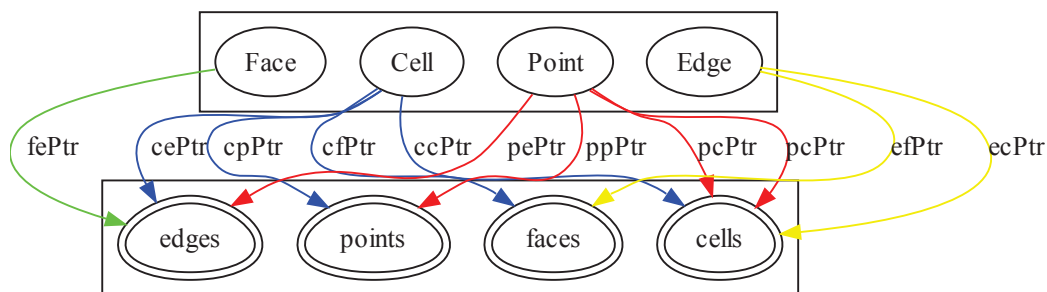 Face Cell Point Edge
fePtr cePtr cpPtr cfPtr ccPtr pePtr ppPtr pcPtr pcPtr efPtr ecPtr
edges points faces cells